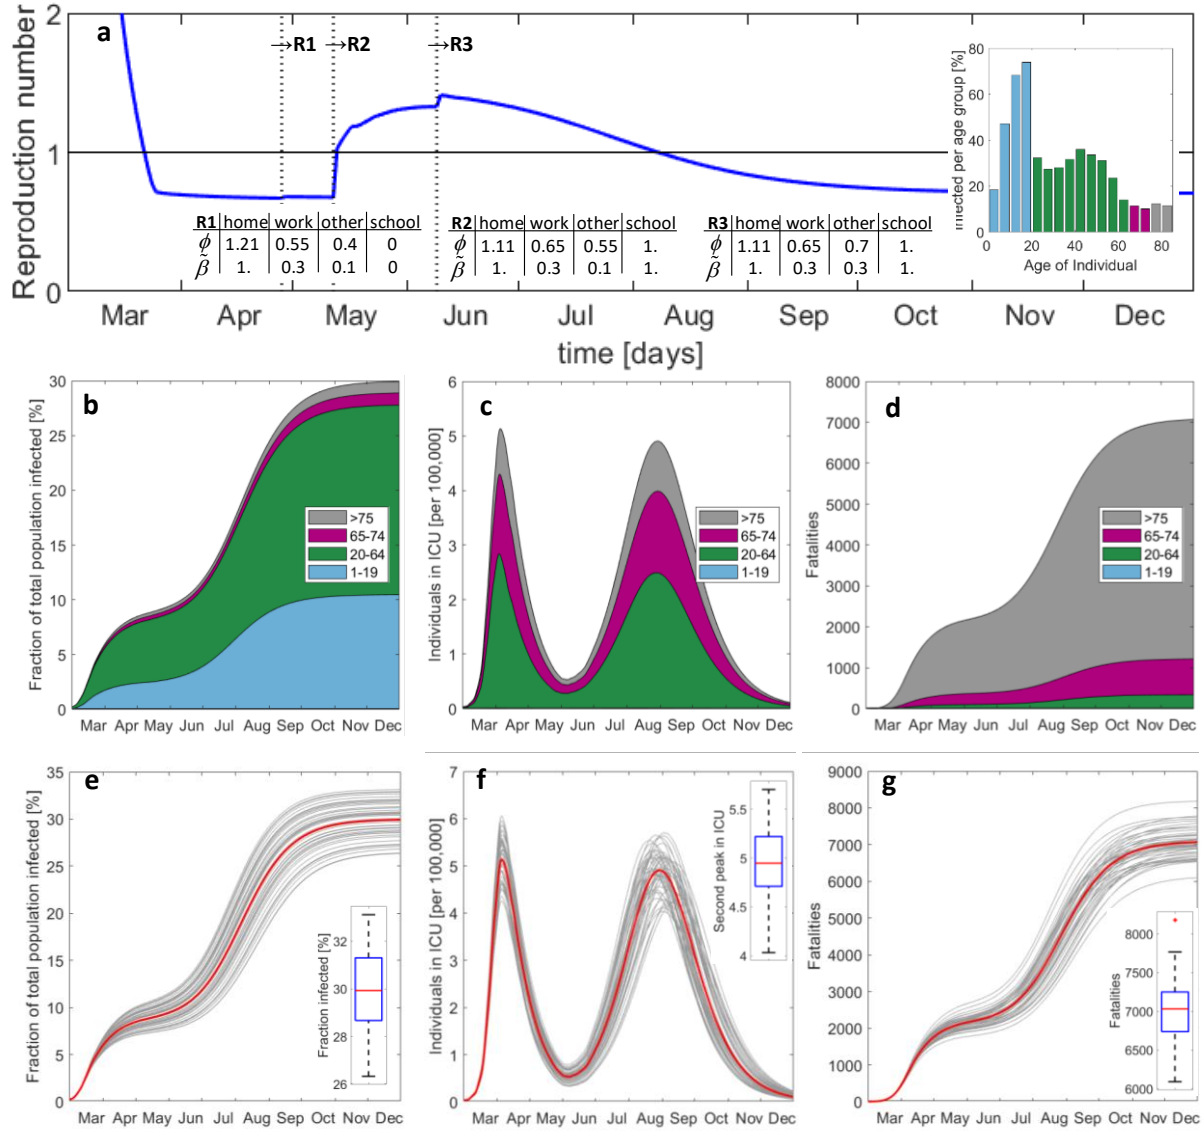 a
Reproduction number
2
1
0
→R1
→R2
→R3
R1 home work other school
ϕ 1.21 0.55 0.4 0
β̃ 1. 0.3 0.1 0
R2 home work other school
ϕ 1.11 0.65 0.55 1.
β̃ 1. 0.3 0.1 1.
R3 home work other school
ϕ 1.11 0.65 0.7 1.
β̃ 1. 0.3 0.3 1.
per age group [%]
80
60
40
20
0
0 20 40 60 80
Age of Individual
Mar Apr May Jun Jul Aug Sep Oct Nov Dec
time [days]
b
Fraction of total population infected [%]
30
25
20
15
10
5
0
>75
65-74
20-64
1-19
Mar Apr May Jun Jul Aug Sep Oct Nov Dec
c
Individuals in ICU [per 100,000]
6
5
4
3
2
1
0
>75
65-74
20-64
1-19
Mar Apr May Jun Jul Aug Sep Oct Nov Dec
d
Fatalities
8000
7000
6000
5000
4000
3000
2000
1000
0
>75
65-74
20-64
1-19
Mar Apr May Jun Jul Aug Sep Oct Nov Dec
e
Fraction of total population infected [%]
35
30
25
20
15
10
5
0
Fraction infected [%]
32
30
28
26
Mar Apr May Jun Jul Aug Sep Oct Nov Dec
f
Individuals in ICU [per 100,000]
7
6
5
4
3
2
1
0
Second peak in ICU
5.5
5
4.5
4
Mar Apr May Jun Jul Aug Sep Oct Nov Dec
g
Fatalities
9000
8000
7000
6000
5000
4000
3000
2000
1000
0
Fatalities
8000
7500
7000
6500
6000
Mar Apr May Jun Jul Aug Sep Oct Nov Dec